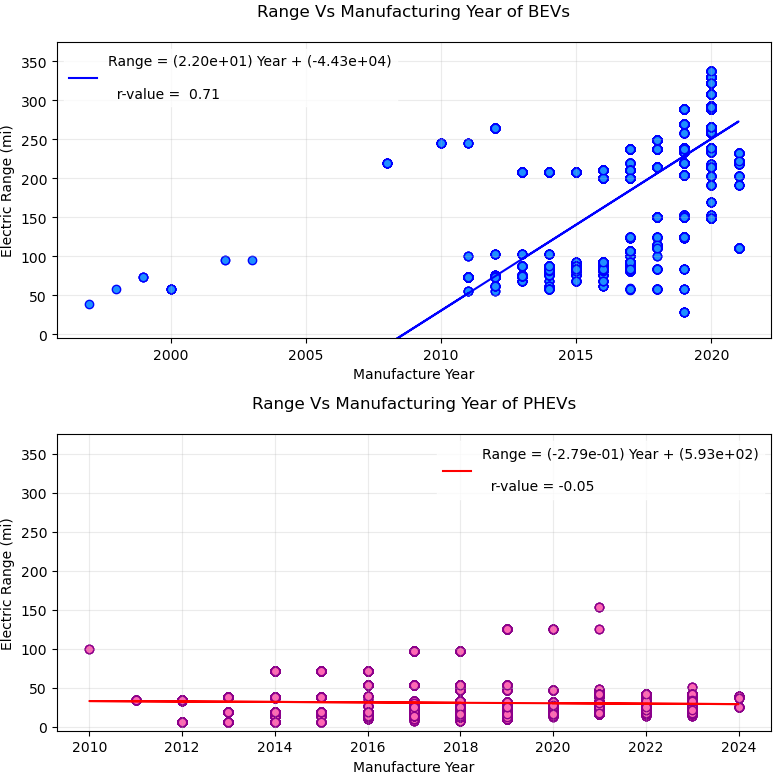 Range Vs Manufacturing Year of BEVs
Range = (2.20e+01) Year + (-4.43e+04)
r-value =  0.71
350
300
250
200
150
100
50
0
Electric Range (mi)
2000
2005
2010
2015
2020
Manufacture Year
Range Vs Manufacturing Year of PHEVs
Range = (-2.79e-01) Year + (5.93e+02)
r-value = -0.05
350
300
250
200
150
100
50
0
Electric Range (mi)
2010
2012
2014
2016
2018
2020
2022
2024
Manufacture Year